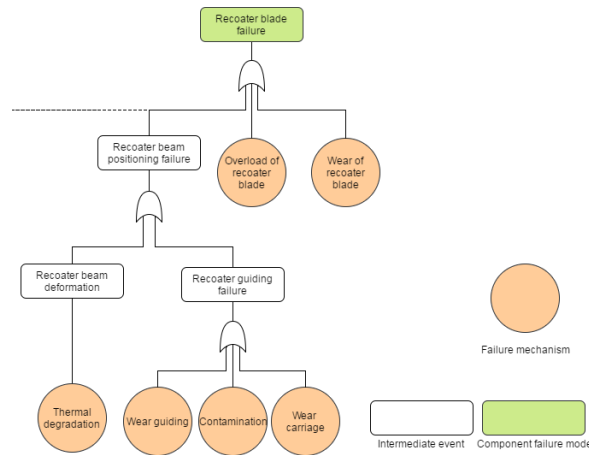 Recoater blade
failure
Recoater beam
positioning failure
Overload of
recoater
blade
Wear of
recoater
blade
Recoater beam
deformation
Recoater guiding
failure
Failure mechanism
Thermal
degradation
Wear guiding
Contamination
Wear
carriage
Intermediate event
Component failure mode